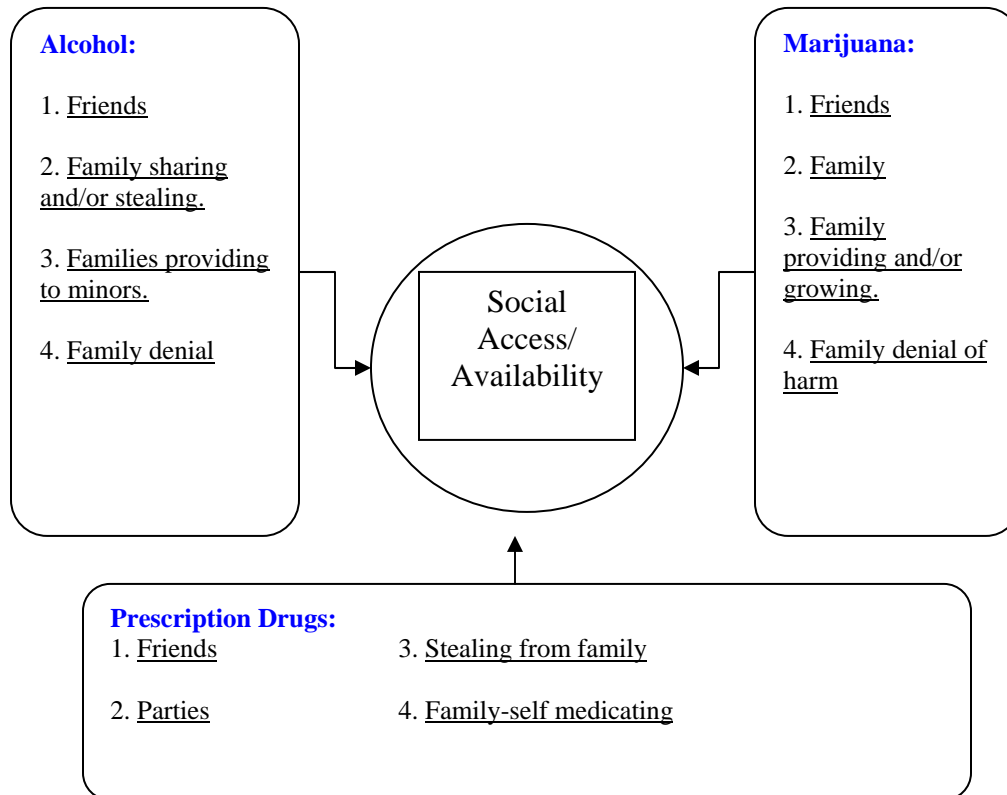 Alcohol:
1. Friends
2. Family sharing
and/or stealing.
3. Families providing
to minors.
4. Family denial
Social
Access/
Availability
Marijuana:
1. Friends
2. Family
3. Family
providing and/or
growing.
4. Family denial of
harm
Prescription Drugs:
1. Friends
3. Stealing from family
2. Parties
4. Family-self medicating